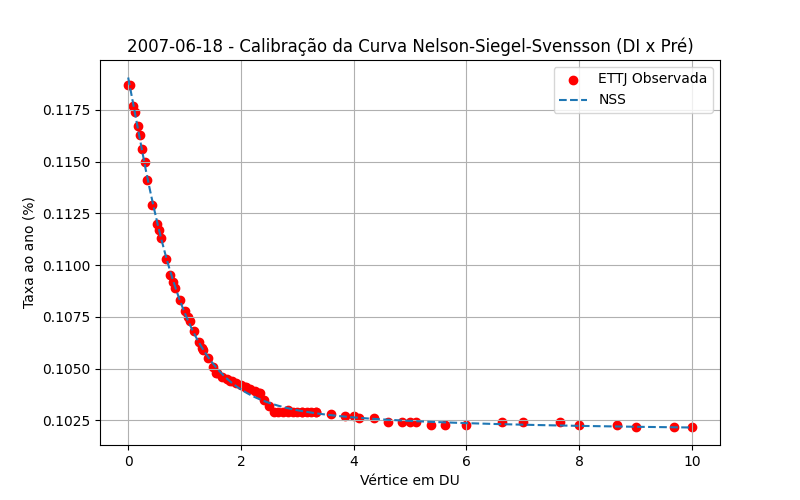 2007-06-18 - Calibração da Curva Nelson-Siegel-Svensson (DI x Pré)
ETTJ Observada
NSS
Taxa ao ano (%)
0.1175
0.1150
0.1125
0.1100
0.1075
0.1050
0.1025
0 2 4 6 8 10
Vértice em DU